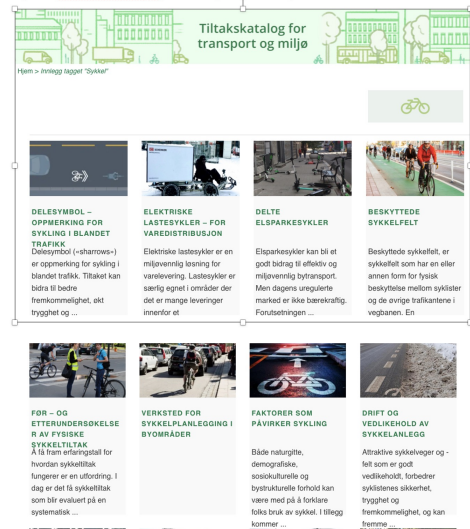 Tiltakskatalog for
transport og miljø
Hjem > Innlegg tagget "Sykkel"
DELESYMBOL –
OPPMERKING FOR
SYKLING I BLANDET
TRAFIKK
Delesymbol («sharrows»)
er oppmerking for sykling i
blandet trafikk. Tiltaket kan
bidra til bedre
fremkommelighet, økt
trygghet og ...
ELEKTRISKE
LASTESYKLER – FOR
VAREDISTRIBUSJON
Elektriske lastesykler er en
miljøvennlig løsning for
varelevering. Lastesykler er
særlig egnet i områder der
det er mange leveringer
innenfor et
DELTE
ELSPARKESYKLER
Elsparkesykler kan bli et
godt bidrag til effektiv og
miljøvennlig bytransport.
Men dagens uregulerte
marked er ikke bærekraftig.
Forutsetningen ...
BESKYTTEDE
SYKKELFELT
Beskyttede sykkelfelt, er
sykkelfelt som har en eller
annen form for fysisk
beskyttelse mellom syklister
og de øvrige trafikantene i
vegbanen. En
FØR – OG
ETTERUNDERSØKELSE
R AV FYSISKE
SYKKELTILTAK
Å få fram erfaringstall for
hvordan sykkeltiltak
fungerer er en utfordring. I
dag er det få sykkeltiltak
som blir evaluert på en
systematisk ...
VERKSTED FOR
SYKKELPLANLEGGING I
BYOMRÅDER
FAKTORER SOM
PÅVIRKER SYKLING
Både naturgitte,
demografiske,
sosiokulturelle og
bystrukturelle forhold kan
være med på å forklare
folks bruk av sykkel. I tillegg
kommer ...
DRIFT OG
VEDLIKEHOLD AV
SYKKELANLEGG
Attraktive sykkelveger og -
felt som er godt
vedlikeholdt, forbedrer
syklistenes sikkerhet,
trygghet og
fremkommelighet, og kan
fremme ...